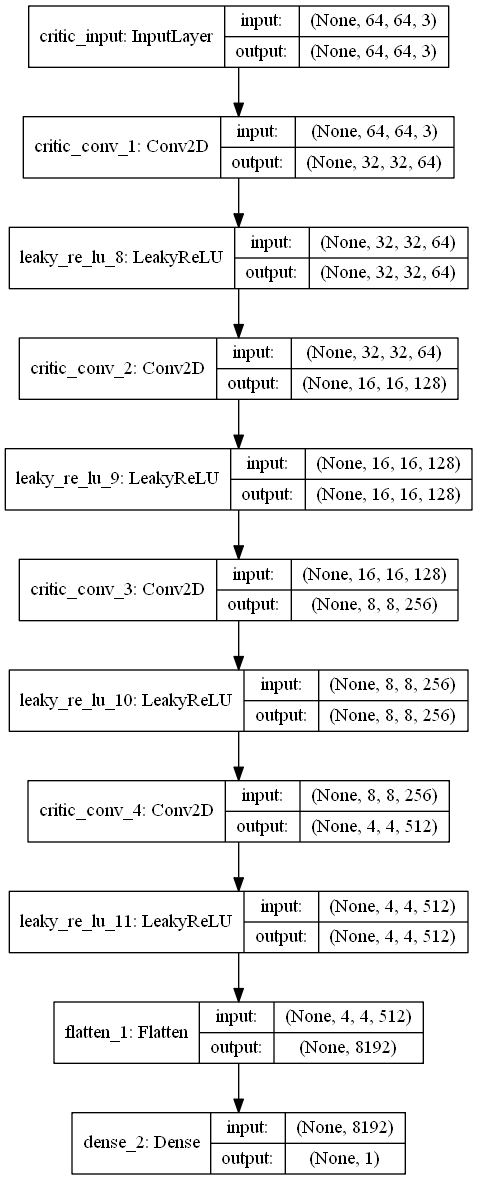 critic_input: InputLayer
input: (None, 64, 64, 3)
output: (None, 64, 64, 3)
critic_conv_1: Conv2D
input: (None, 64, 64, 3)
output: (None, 32, 32, 64)
leaky_re_lu_8: LeakyReLU
input: (None, 32, 32, 64)
output: (None, 32, 32, 64)
critic_conv_2: Conv2D
input: (None, 32, 32, 64)
output: (None, 16, 16, 128)
leaky_re_lu_9: LeakyReLU
input: (None, 16, 16, 128)
output: (None, 16, 16, 128)
critic_conv_3: Conv2D
input: (None, 16, 16, 128)
output: (None, 8, 8, 256)
leaky_re_lu_10: LeakyReLU
input: (None, 8, 8, 256)
output: (None, 8, 8, 256)
critic_conv_4: Conv2D
input: (None, 8, 8, 256)
output: (None, 4, 4, 512)
leaky_re_lu_11: LeakyReLU
input: (None, 4, 4, 512)
output: (None, 4, 4, 512)
flatten_1: Flatten
input: (None, 4, 4, 512)
output: (None, 8192)
dense_2: Dense
input: (None, 8192)
output: (None, 1)